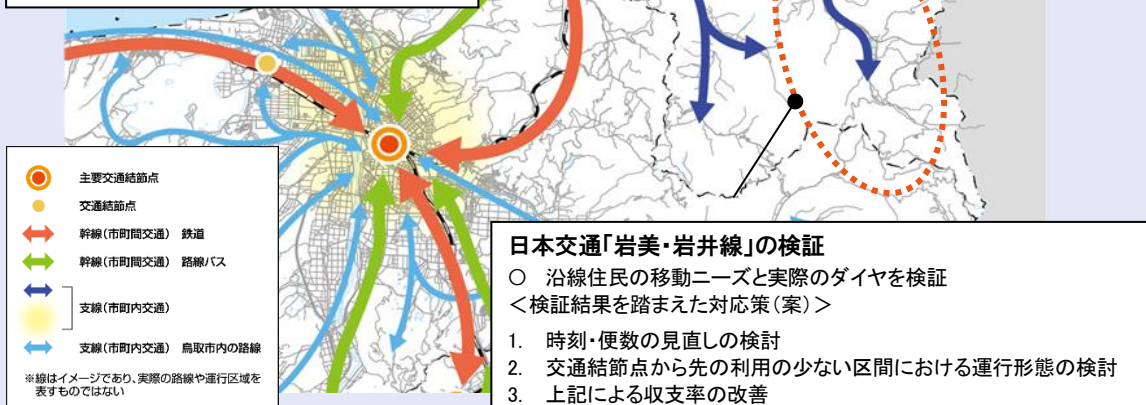 主要交通結節点
交通結節点
幹線(市町間交通) 鉄道
幹線(市町間交通) 路線バス
支線(市町内交通)
支線(市町内交通) 鳥取市内の路線
※線はイメージであり、実際の路線や運行区域を
表すものではない
日本交通「岩美・岩井線」の検証
○ 沿線住民の移動ニーズと実際のダイヤを検証
<検証結果を踏まえた対応策(案)>
1. 時刻・便数の見直しの検討
2. 交通結節点から先の利用の少ない区間における運行形態の検討
3. 上記による収支率の改善